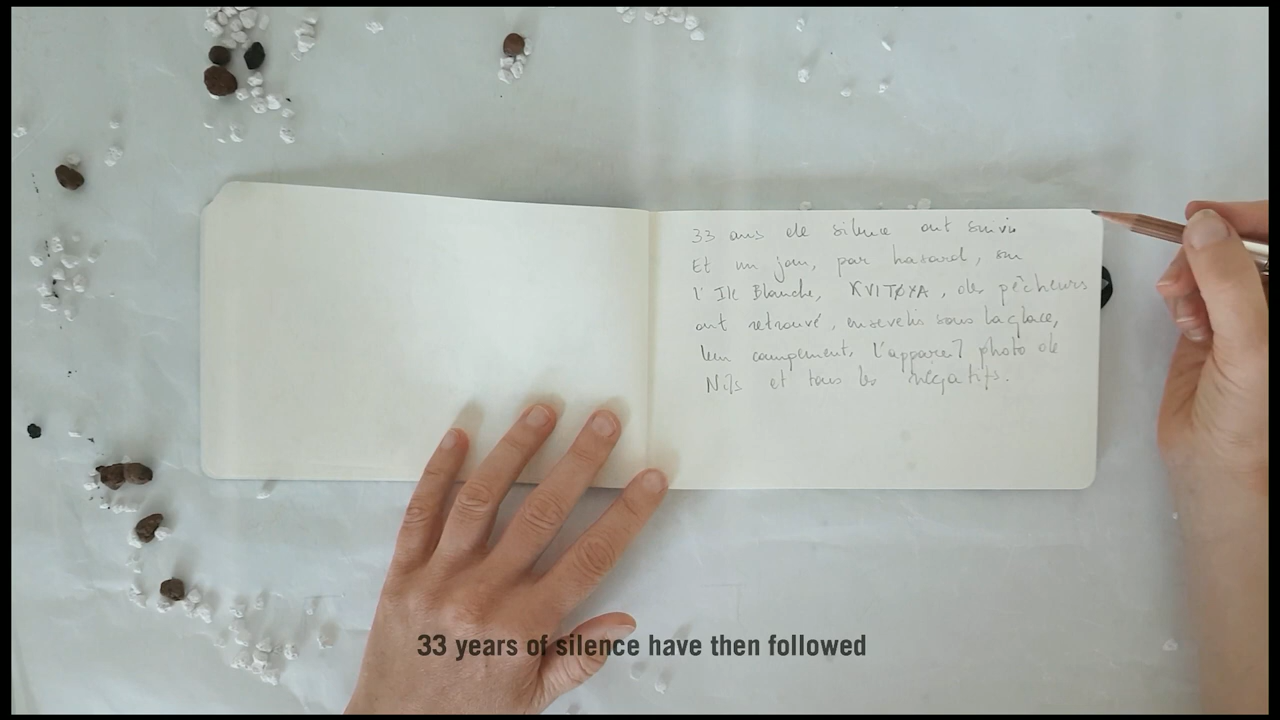 33 ans de silence ont suivi
Et un jour, par hasard, sur
l'Ile Blanche, KVITØYA, des pêcheurs
ont retrouvé, ensevelis sous la glace,
leur campement, l'appareil photo de
Nils et tous les négatifs.
33 years of silence have then followed